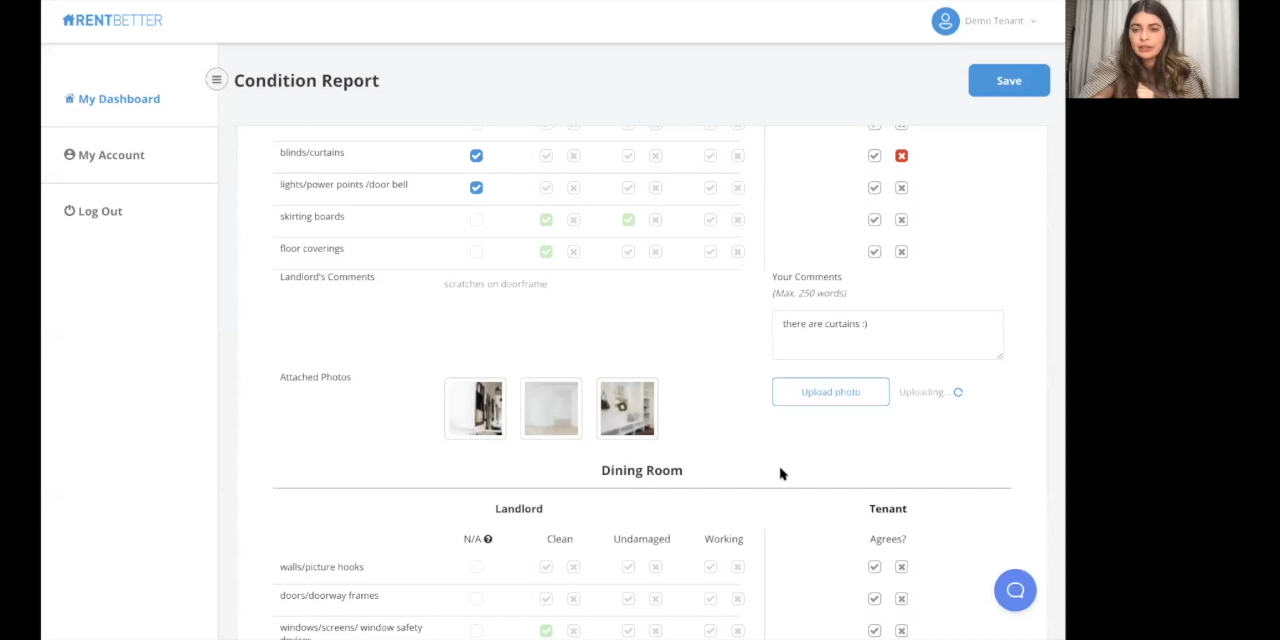 RENTBETTER
Demo Tenant
Condition Report
Save
My Dashboard
My Account
Log Out
blinds/curtains
lights/power points /door bell
skirting boards
floor coverings
Landlord's Comments
scratches on doorframe
Your Comments
(Max. 250 words)
there are curtains :)
Attached Photos
Upload photo
Uploading...
Dining Room
Landlord
Tenant
N/A
Clean
Undamaged
Working
Agrees?
walls/picture hooks
doors/doorway frames
windows/screens/ window safety
devices